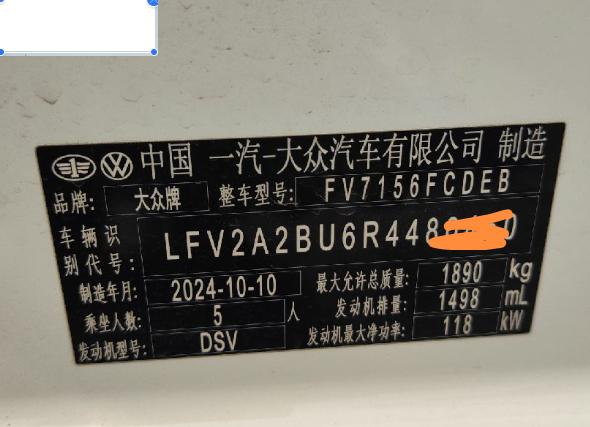 中国 一汽-大众汽车有限公司 制造
品牌: 大众牌 整车型号: FV7156FCDEB
车辆识别代号: LFV2A2BU6R448
制造年月: 2024-10-10 最大允许总质量: 1890 kg
乘坐人数: 5 人 发动机排量: 1498 mL
发动机型号: DSV 发动机最大净功率: 118 kW